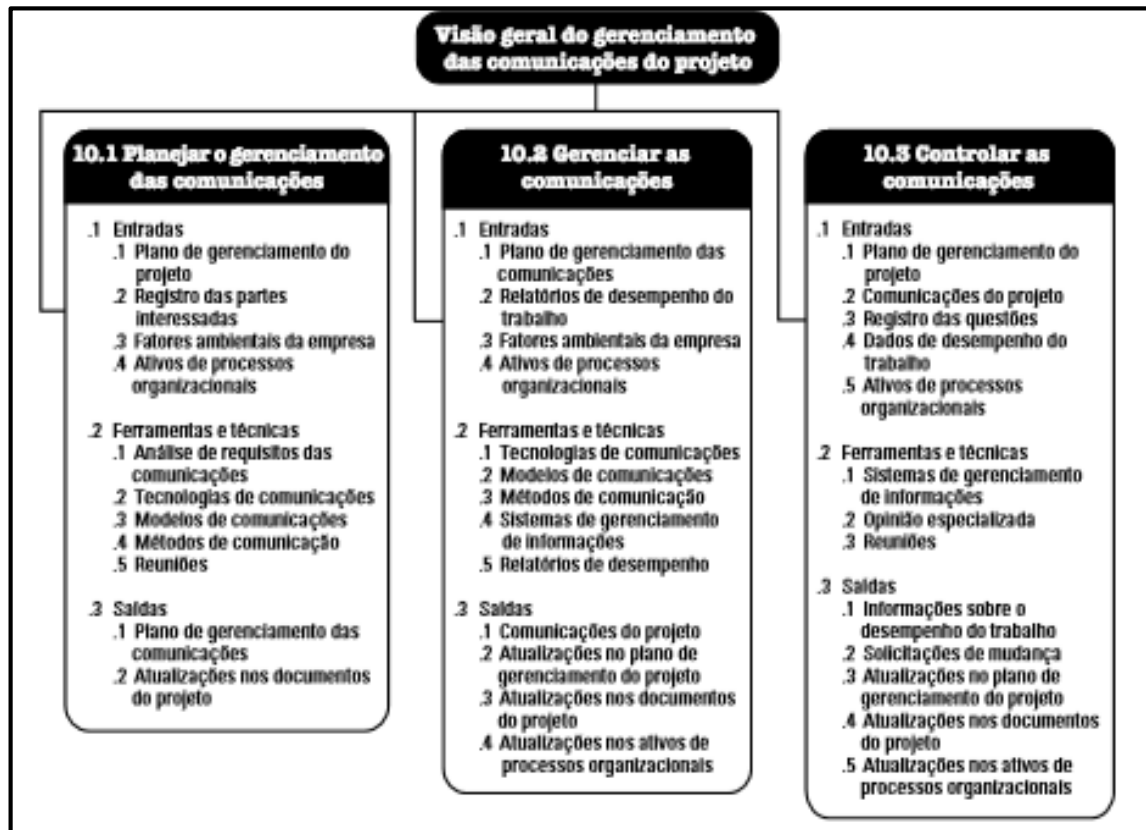 Visão geral do gerenciamento
das comunicações do projeto
10.1 Planejar o gerenciamento
das comunicações
.1 Entradas
.1 Plano de gerenciamento do
projeto
.2 Registro das partes
interessadas
.3 Fatores ambientais da empresa
.4 Ativos de processos
organizacionais
.2 Ferramentas e técnicas
.1 Análise de requisitos das
comunicações
.2 Tecnologias de comunicações
.3 Modelos de comunicações
.4 Métodos de comunicação
.5 Reuniões
.3 Saídas
.1 Plano de gerenciamento das
comunicações
.2 Atualizações nos documentos
do projeto
10.2 Gerenciar as
comunicações
.1 Entradas
.1 Plano de gerenciamento das
comunicações
.2 Relatórios de desempenho do
trabalho
.3 Fatores ambientais da empresa
.4 Ativos de processos
organizacionais
.2 Ferramentas e técnicas
.1 Tecnologias de comunicações
.2 Modelos de comunicações
.3 Métodos de comunicação
.4 Sistemas de gerenciamento
de informações
.5 Relatórios de desempenho
.3 Saídas
.1 Comunicações do projeto
.2 Atualizações no plano de
gerenciamento do projeto
.3 Atualizações nos documentos
do projeto
.4 Atualizações nos ativos de
processos organizacionais
10.3 Controlar as
comunicações
.1 Entradas
.1 Plano de gerenciamento do
projeto
.2 Comunicações do projeto
.3 Registro das questões
.4 Dados de desempenho do
trabalho
.5 Ativos de processos
organizacionais
.2 Ferramentas e técnicas
.1 Sistemas de gerenciamento
de informações
.2 Opinião especializada
.3 Reuniões
.3 Saídas
.1 Informações sobre o
desempenho do trabalho
.2 Solicitações de mudança
.3 Atualizações no plano de
gerenciamento do projeto
.4 Atualizações nos documentos
do projeto
.5 Atualizações nos ativos de
processos organizacionais